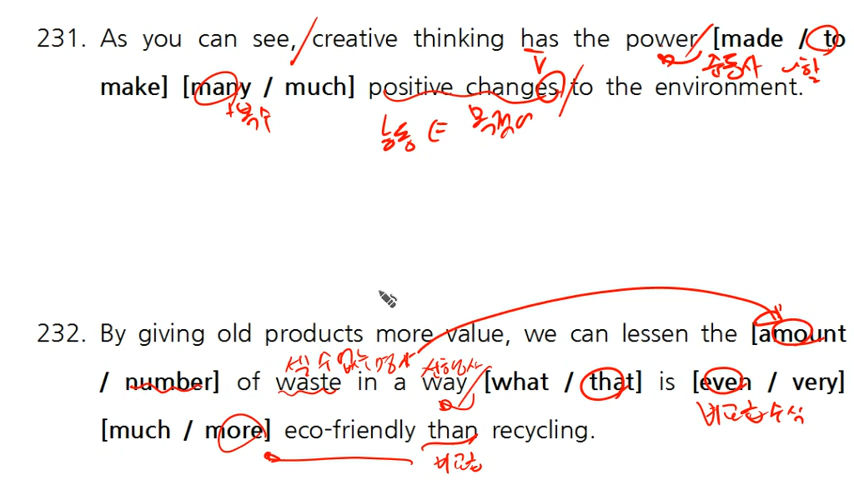 231. As you can see, creative thinking has the power [made / to
V
준동사 ~할
make] [many / much] positive changes to the environment.
+복수
능동 목적어
232. By giving old products more value, we can lessen the [amount
셀 수 없는 명사 선행사
/ number] of waste in a way [what / that] is [even / very]
비교급 수식
[much / more] eco-friendly than recycling.
비교급